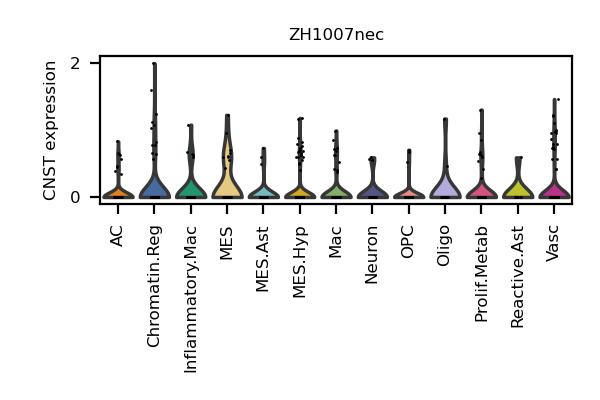 ZH1007nec
CNST expression
2
0
AC
Chromatin.Reg
Inflammatory.Mac
MES
MES.Ast
MES.Hyp
Mac
Neuron
OPC
Oligo
Prolif.Metab
Reactive.Ast
Vasc